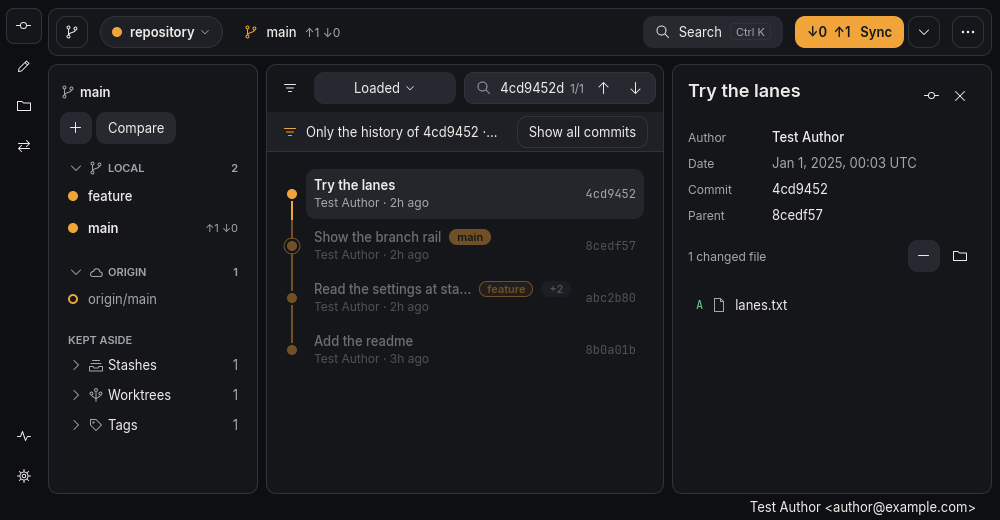 repository
main ↑1 ↓0
Search Ctrl K
↓0 ↑1 Sync
main
Compare
LOCAL 2
feature
main ↑1 ↓0
ORIGIN 1
origin/main
KEPT ASIDE
Stashes 1
Worktrees 1
Tags 1
Loaded
4cd9452d 1/1
Only the history of 4cd9452 ·...
Show all commits
Try the lanes
Test Author · 2h ago
4cd9452
Show the branch rail main
Test Author · 2h ago
8cedf57
Read the settings at sta... feature +2
Test Author · 2h ago
abc2b80
Add the readme
Test Author · 3h ago
8b0a01b
Try the lanes
Author Test Author
Date Jan 1, 2025, 00:03 UTC
Commit 4cd9452
Parent 8cedf57
1 changed file
A lanes.txt
Test Author <author@example.com>